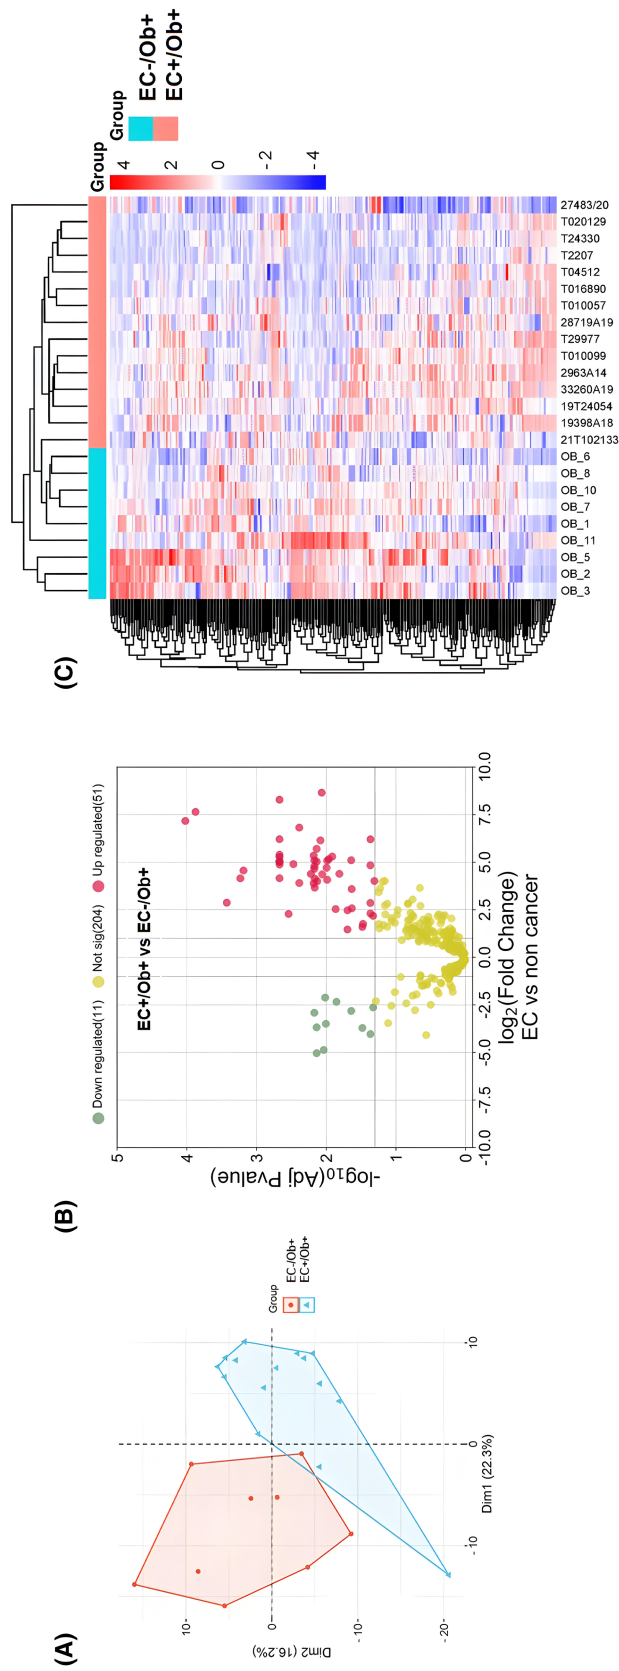 (A)
Dim2 (16.2%)
10
0
-10
-20
-10
0
10
Dim1 (22.3%)
Group
EC-/Ob+
EC+/Ob+
(B)
Down regulated(11)
Not sig(204)
Up regulated(51)
EC+/Ob+ vs EC-/Ob+
-log10(Adj Pvalue)
5
4
3
2
1
0
-10.0
-7.5
-5.0
-2.5
0.0
2.5
5.0
7.5
10.0
log2(Fold Change)
EC vs non cancer
(C)
Group
Group
EC-/Ob+
EC+/Ob+
4
2
0
-2
-4
OB_3
OB_2
OB_5
OB_11
OB_1
OB_7
OB_10
OB_8
OB_6
21T102133
19398A18
19T24054
33260A19
2963A14
T010099
T29977
28719A19
T010057
T016890
T04512
T2207
T24330
T020129
27483/20